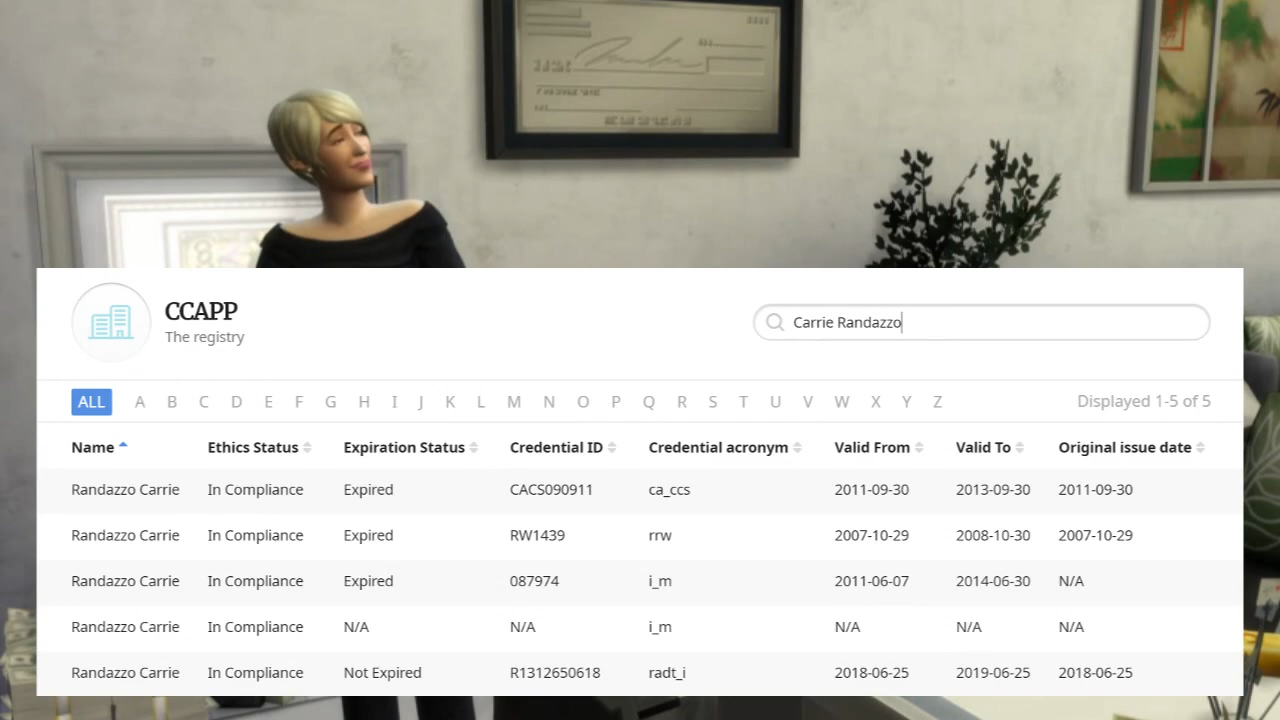 CCAPP
The registry
Carrie Randazzo
ALL A B C D E F G H I J K L M N O P Q R S T U V W X Y Z Displayed 1-5 of 5
Name Ethics Status Expiration Status Credential ID Credential acronym Valid From Valid To Original issue date
Randazzo Carrie In Compliance Expired CACS090911 ca_ccs 2011-09-30 2013-09-30 2011-09-30
Randazzo Carrie In Compliance Expired RW1439 rrw 2007-10-29 2008-10-30 2007-10-29
Randazzo Carrie In Compliance Expired 087974 i_m 2011-06-07 2014-06-30 N/A
Randazzo Carrie In Compliance N/A N/A i_m N/A N/A N/A
Randazzo Carrie In Compliance Not Expired R1312650618 radt_i 2018-06-25 2019-06-25 2018-06-25